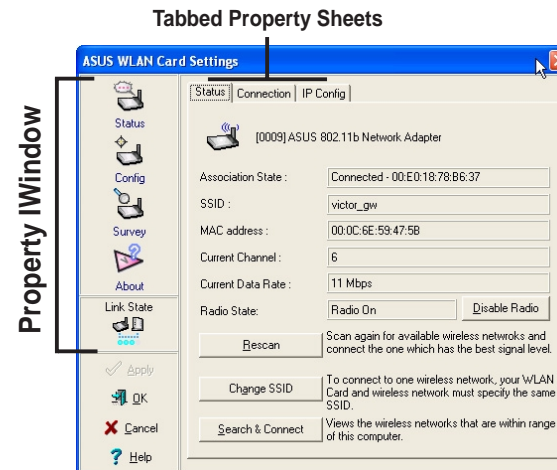 Tabbed Property Sheets
Property IWindow
ASUS WLAN Card Settings
Status
Config
Survey
About
Link State
Apply
OK
Cancel
Help
Status Connection IP Config
[0009] ASUS 802.11b Network Adapter
Association State : Connected - 00:E0:18:78:B6:37
SSID : victor_gw
MAC address : 00:0C:6E:59:47:5B
Current Channel : 6
Current Data Rate : 11 Mbps
Radio State: Radio On Disable Radio
Rescan
Scan again for available wireless netwroks and
connect the one which has the best signal level.
Change SSID
To connect to one wireless network, your WLAN
Card and wireless network must specify the same
SSID.
Search & Connect
Views the wireless networks that are within range
of this computer.